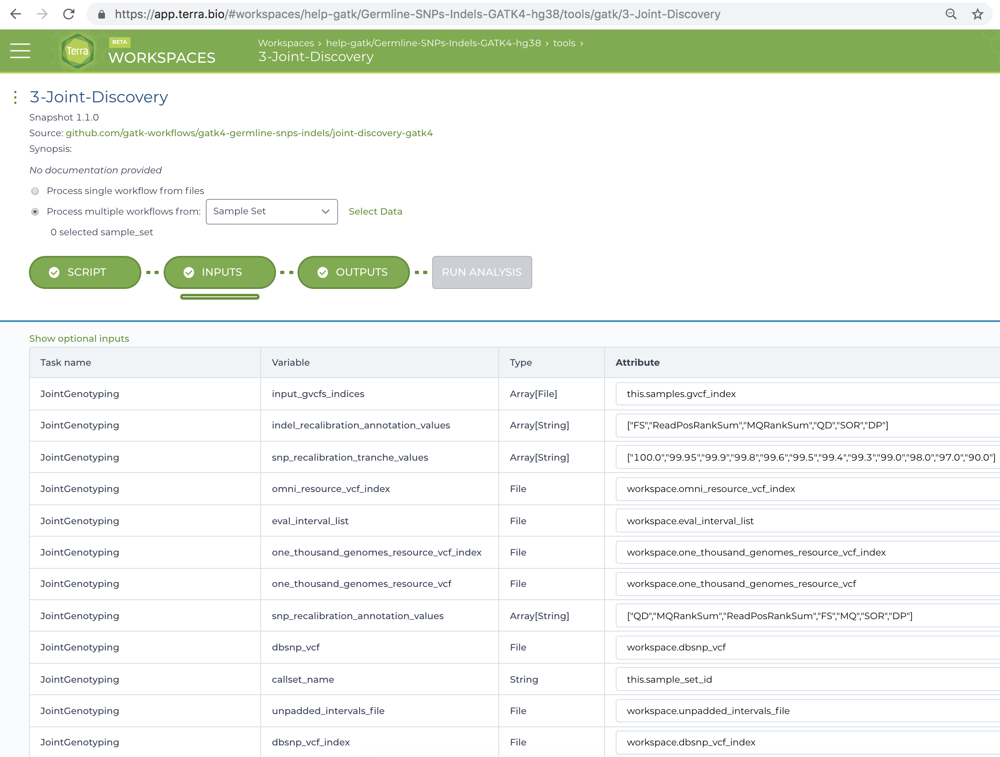 https://app.terra.bio/#workspaces/help-gatk/Germline-SNPs-Indels-GATK4-hg38/tools/gatk/3-Joint-Discovery
Terra
BETA
WORKSPACES
Workspaces › help-gatk/Germline-SNPs-Indels-GATK4-hg38 › tools ›
3-Joint-Discovery
3-Joint-Discovery
Snapshot 1.1.0
Source: github.com/gatk-workflows/gatk4-germline-snps-indels/joint-discovery-gatk4
Synopsis:
No documentation provided
Process single workflow from files
Process multiple workflows from: Sample Set Select Data
0 selected sample_set
SCRIPT INPUTS OUTPUTS RUN ANALYSIS
Show optional inputs
Task name Variable Type Attribute
JointGenotyping input_gvcfs_indices Array[File] this.samples.gvcf_index
JointGenotyping indel_recalibration_annotation_values Array[String] ["FS","ReadPosRankSum","MQRankSum","QD","SOR","DP"]
JointGenotyping snp_recalibration_tranche_values Array[String] ["100.0","99.95","99.9","99.8","99.6","99.5","99.4","99.3","99.0","98.0","97.0","90.0"]
JointGenotyping omni_resource_vcf_index File workspace.omni_resource_vcf_index
JointGenotyping eval_interval_list File workspace.eval_interval_list
JointGenotyping one_thousand_genomes_resource_vcf_index File workspace.one_thousand_genomes_resource_vcf_index
JointGenotyping one_thousand_genomes_resource_vcf File workspace.one_thousand_genomes_resource_vcf
JointGenotyping snp_recalibration_annotation_values Array[String] ["QD","MQRankSum","ReadPosRankSum","FS","MQ","SOR","DP"]
JointGenotyping dbsnp_vcf File workspace.dbsnp_vcf
JointGenotyping callset_name String this.sample_set_id
JointGenotyping unpadded_intervals_file File workspace.unpadded_intervals_file
JointGenotyping dbsnp_vcf_index File workspace.dbsnp_vcf_index